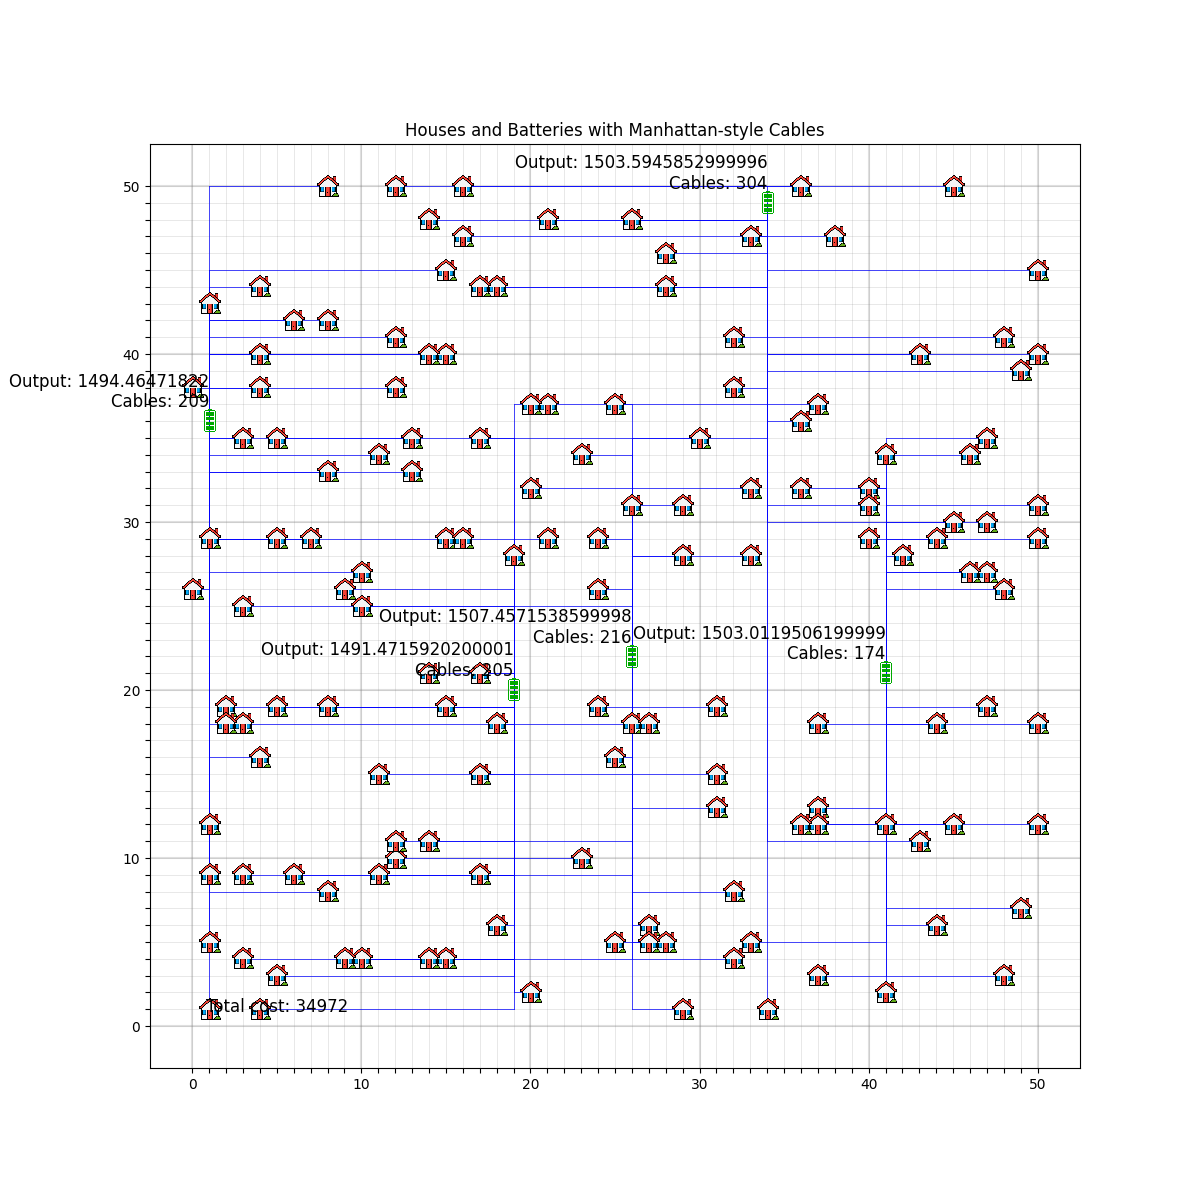 Houses and Batteries with Manhattan-style Cables
Output: 1503.5945852999996
Cables: 304
50
40
Output: 1494.46471822
Cables: 209
30
Output: 1507.4571538599998
Cables: 216
Output: 1503.0119506199999
Cables: 174
Output: 1491.4715920200001
Cables: 205
20
10
Total cost: 34972
0
0 10 20 30 40 50